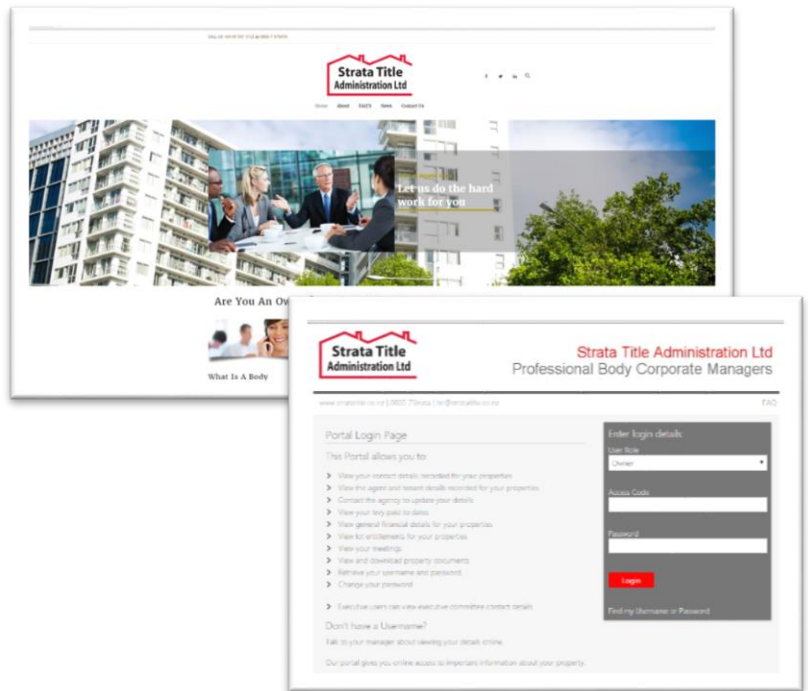 Strata Title
Administration Ltd
Home About FAQ'S News Contact Us
Let us do the hard
work for you
Are You An Ow
What Is A Body
Strata Title
Administration Ltd
Strata Title Administration Ltd
Professional Body Corporate Managers
FAQ
Portal Login Page
This Portal allows you to:
View your contact details recorded for your properties
View the agent and tenant details recorded for your properties
Contact the agency to update your details
View your levy paid to dates
View general financial details for your properties
View lot entitlements for your properties
View your meetings
View and download property documents
Retrieve your username and password
Change your password
Executive users can view executive committee contact details
Don't have a Username?
Talk to your manager about viewing your details online.
Our portal gives you online access to important information about your property.
Enter login details
User Role
Owner
Access Code
Password
Login
Find my Username or Password